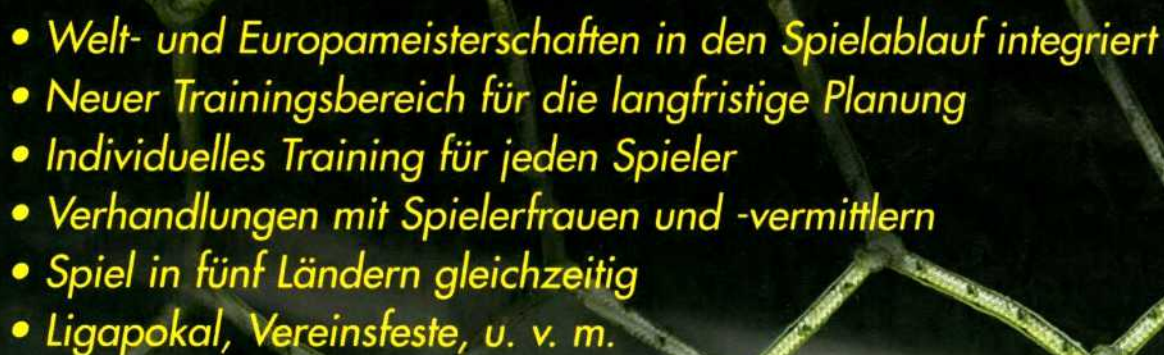 • Welt- und Europameisterschaften in den Spielablauf integriert
• Neuer Trainingsbereich für die langfristige Planung
• Individuelles Training für jeden Spieler
• Verhandlungen mit Spielerfrauen und -vermittlern
• Spiel in fünf Ländern gleichzeitig
• Ligapokal, Vereinsfeste, u. v. m.